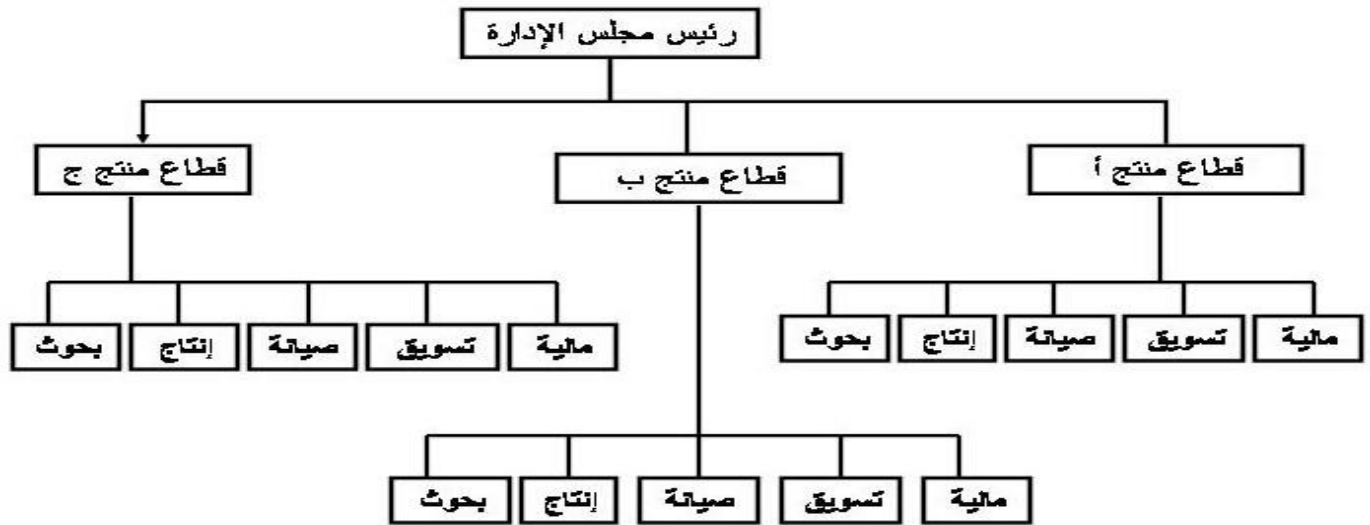 رئيس مجلس الإدارة
قطاع منتج أ
قطاع منتج ب
قطاع منتج ج
مالية
تسويق
صيانة
إنتاج
بحوث
مالية
تسويق
صيانة
إنتاج
بحوث
مالية
تسويق
صيانة
إنتاج
بحوث